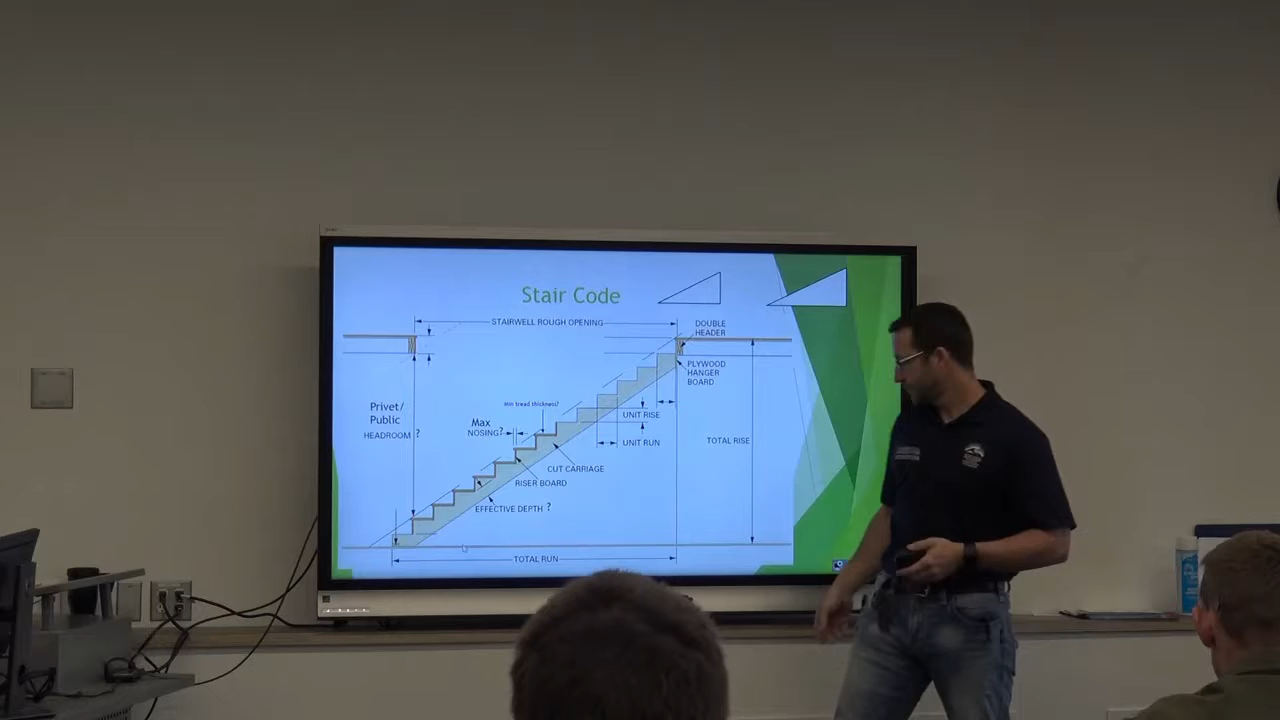 Stair Code
STAIRWELL ROUGH OPENING
DOUBLE
HEADER
PLYWOOD
HANGER
BOARD
Privet/
Public
HEADROOM ?
Min tread thickness?
Max
NOSING?
UNIT RISE
UNIT RUN
TOTAL RISE
CUT CARRIAGE
RISER BOARD
EFFECTIVE DEPTH ?
TOTAL RUN